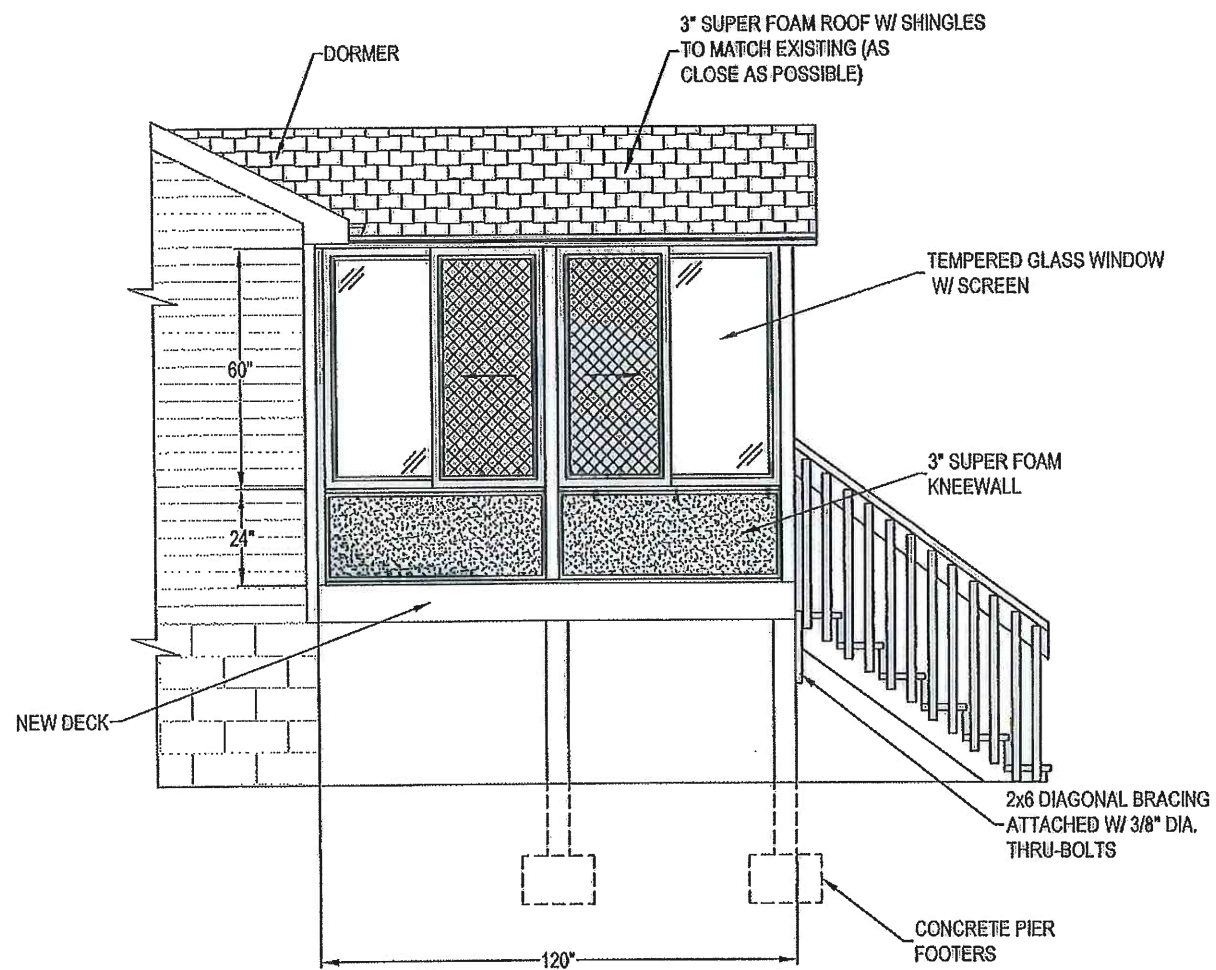 3" SUPER FOAM ROOF W/ SHINGLES
TO MATCH EXISTING (AS
CLOSE AS POSSIBLE)
DORMER
TEMPERED GLASS WINDOW
W/ SCREEN
60"
3" SUPER FOAM
KNEEWALL
24"
NEW DECK
2x6 DIAGONAL BRACING
ATTACHED W/ 3/8" DIA.
THRU-BOLTS
CONCRETE PIER
FOOTERS
120"